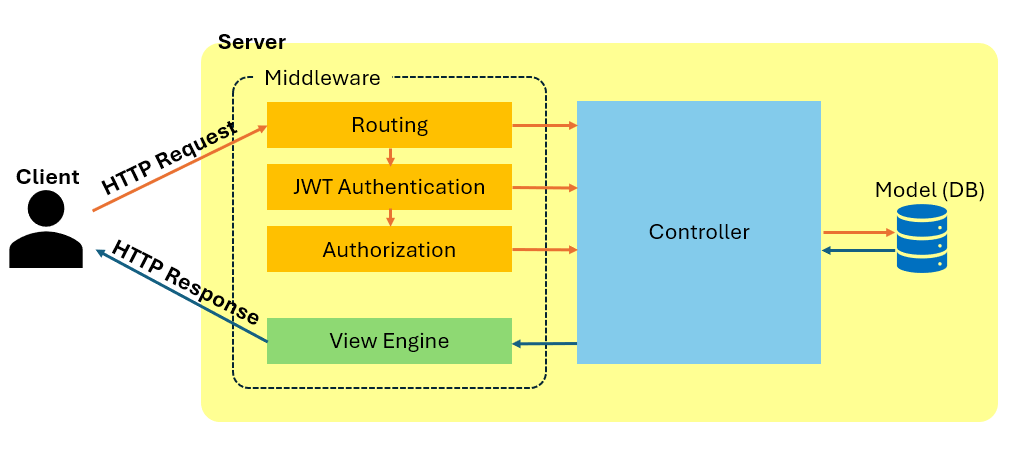 Server
Middleware
Routing
HTTP Request
Client
JWT Authentication
Model (DB)
Controller
Authorization
HTTP Response
View Engine